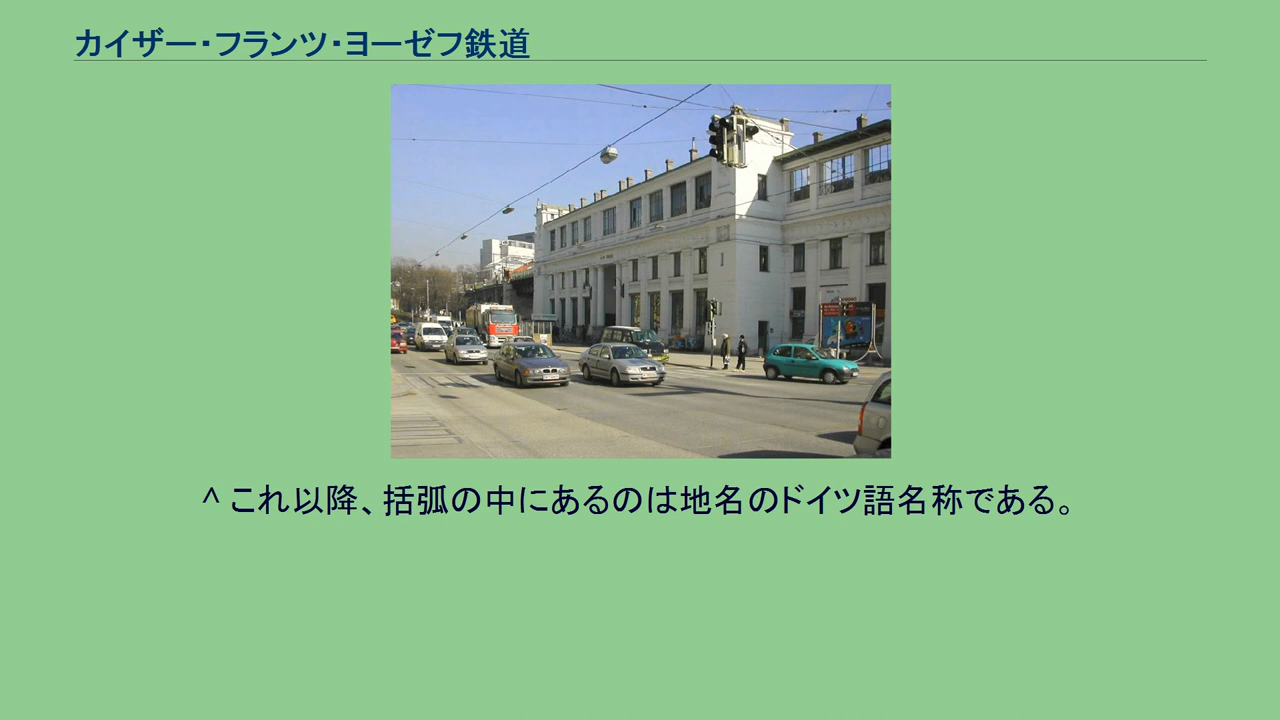 カイザー・フランツ・ヨーゼフ鉄道
^ これ以降、括弧の中にあるのは地名のドイツ語名称である。